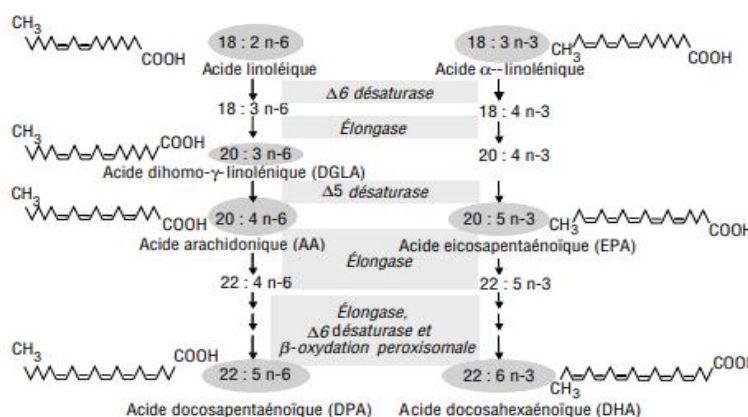 CH3
COOH
18 : 2 n-6
Acide linoléique
18 : 3 n-3
Acide α--linolénique
CH3
COOH
Δ6 désaturase
18 : 3 n-6
18 : 4 n-3
Élongase
CH3
COOH
20 : 3 n-6
Acide dihomo-γ-linolénique (DGLA)
20 : 4 n-3
Δ5 désaturase
CH3
COOH
20 : 4 n-6
Acide arachidonique (AA)
20 : 5 n-3
Acide eicosapentaénoïque (EPA)
CH3
COOH
Élongase
22 : 4 n-6
22 : 5 n-3
Élongase,
Δ6 désaturase et
β-oxydation peroxisomale
CH3
COOH
22 : 5 n-6
Acide docosapentaénoïque (DPA)
22 : 6 n-3
Acide docosahexaénoïque (DHA)
CH3
COOH